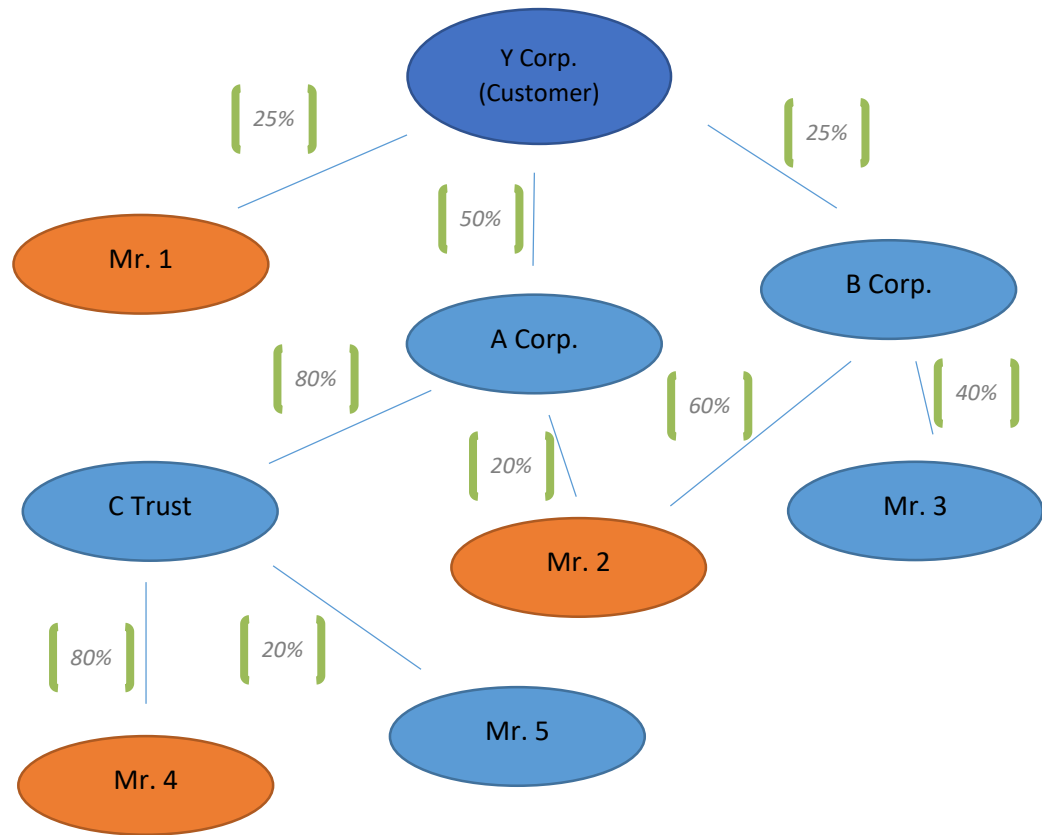 Y Corp.
(Customer)
25%
25%
50%
Mr. 1
B Corp.
A Corp.
80%
60%
40%
20%
C Trust
Mr. 3
Mr. 2
80%
20%
Mr. 5
Mr. 4